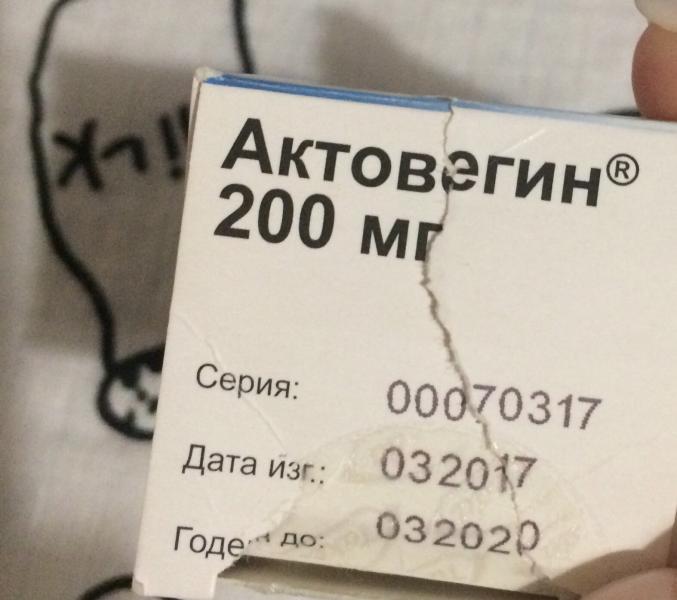 Актовегин®
200 мг
Серия: 00070317
Дата изг.: 032017
Годен до: 032020